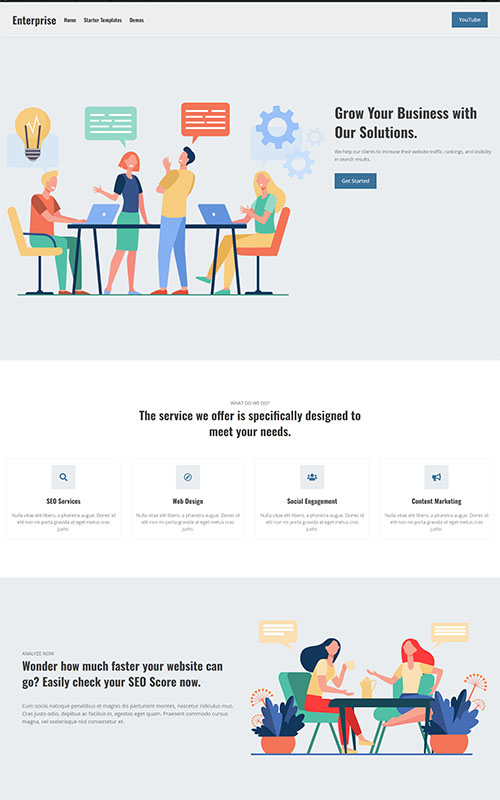 Enterprise Home Starter Templates Demos YouTube
Grow Your Business with
Our Solutions.
We help our clients to increase their website traffic, rankings, and visibility
in search results.
Get Started
WHAT DO WE DO?
The service we offer is specifically designed to
meet your needs.
SEO Services
Nulla vitae elit libero, a pharetra augue. Donec id
elit non mi porta gravida at eget metus cras
justo.
Web Design
Nulla vitae elit libero, a pharetra augue. Donec id
elit non mi porta gravida at eget metus cras
justo.
Social Engagement
Nulla vitae elit libero, a pharetra augue. Donec id
elit non mi porta gravida at eget metus cras
justo.
Content Marketing
Nulla vitae elit libero, a pharetra augue. Donec id
elit non mi porta gravida at eget metus cras
justo.
ANALYZE NOW
Wonder how much faster your website can
go? Easily check your SEO Score now.
Cum sociis natoque penatibus et magnis dis parturient montes, nascetur ridiculus mus.
Cras justo odio, dapibus ac facilisis in, egestas eget quam. Praesent commodo cursus
magna, vel scelerisque nisl consectetur et.